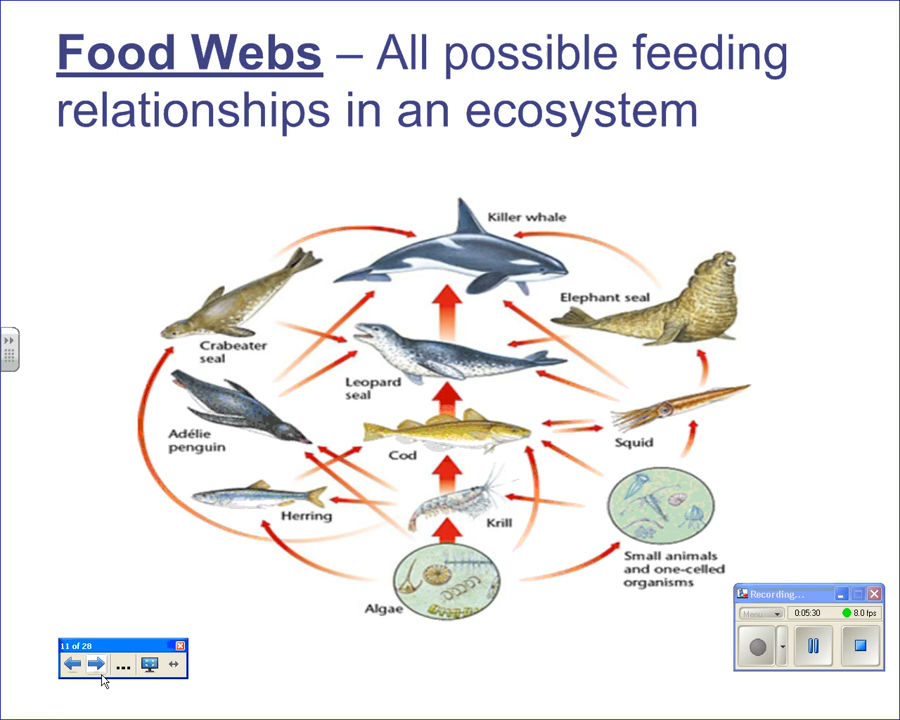 Food Webs – All possible feeding
relationships in an ecosystem
Killer whale
Elephant seal
Crabeater
seal
Leopard
seal
Adélie
penguin
Cod
Squid
Herring
Krill
Small animals
and one-celled
organisms
Algae
Recording...
Menu
0:05:30
8.0 fps
11 of 28